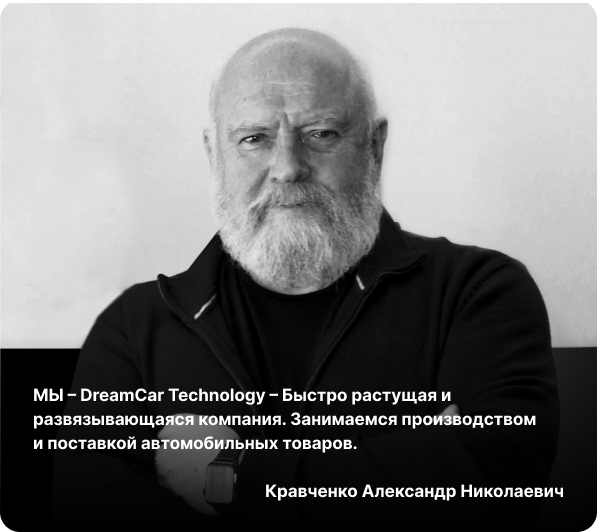 МЫ – DreamCar Technology – Быстро растущая и
развязывающаяся компания. Занимаемся производством
и поставкой автомобильных товаров.
Кравченко Александр Николаевич